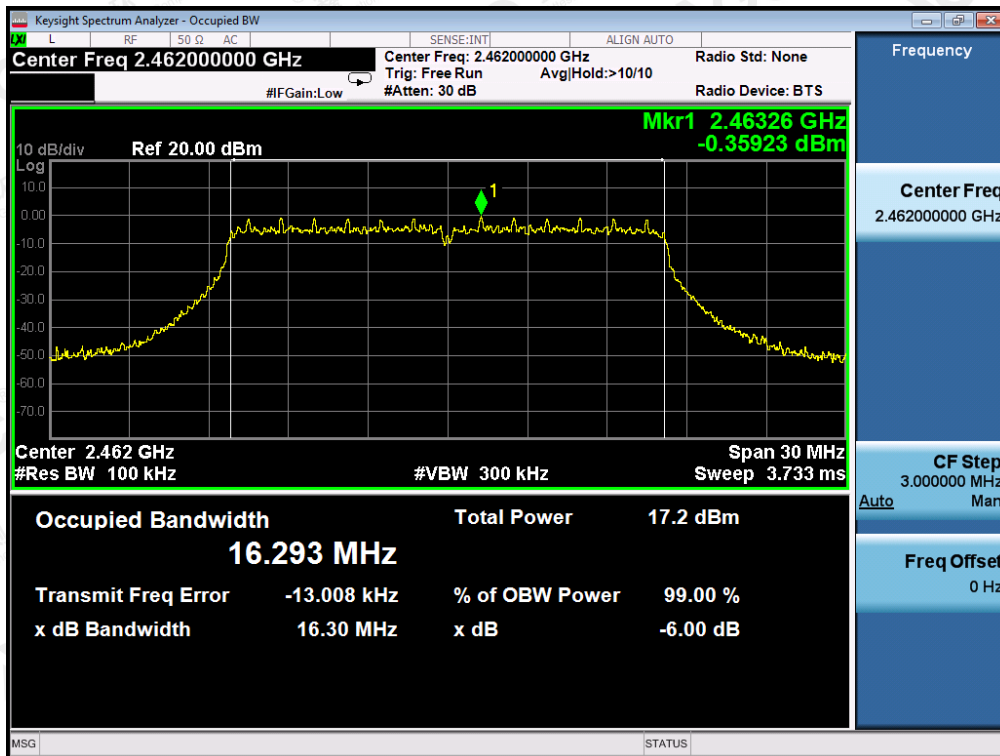 Keysight Spectrum Analyzer - Occupied BW
LXI L RF 50 Ω AC SENSE:INT ALIGN AUTO
Center Freq 2.462000000 GHz
Center Freq: 2.462000000 GHz
Radio Std: None
Trig: Free Run Avg|Hold:>10/10
#IFGain:Low
#Atten: 30 dB
Radio Device: BTS
Mkr1 2.46326 GHz
-0.35923 dBm
10 dB/div Ref 20.00 dBm
Log
10.0
1
0.00
-10.0
-20.0
-30.0
-40.0
-50.0
-60.0
-70.0
Center 2.462 GHz Span 30 MHz
#Res BW 100 kHz #VBW 300 kHz Sweep 3.733 ms
Occupied Bandwidth Total Power 17.2 dBm
16.293 MHz
Transmit Freq Error -13.008 kHz % of OBW Power 99.00 %
x dB Bandwidth 16.30 MHz x dB -6.00 dB
MSG STATUS
Frequency
Center Freq
2.462000000 GHz
CF Step
3.000000 MHz
Auto Man
Freq Offset
0 Hz